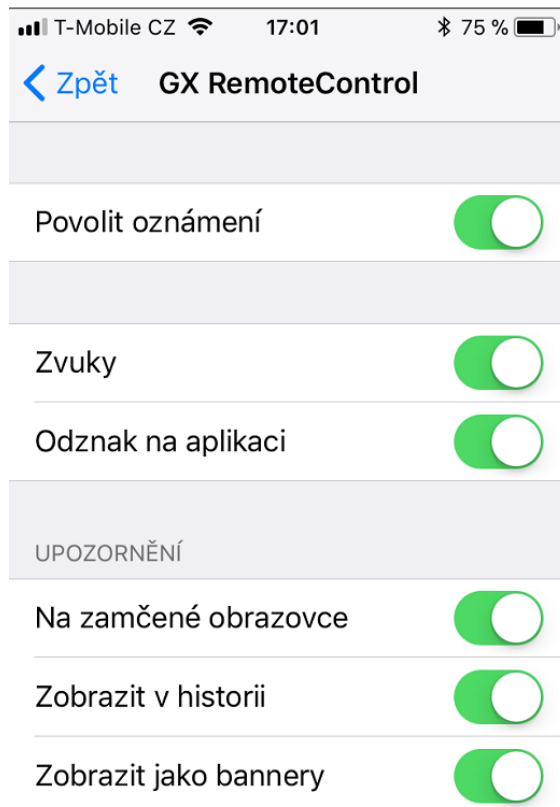 T-Mobile CZ 17:01 75 %
Zpět GX RemoteControl
Povolit oznámení
Zvuky
Odznak na aplikaci
UPOZORNĚNÍ
Na zamčené obrazovce
Zobrazit v historii
Zobrazit jako bannery